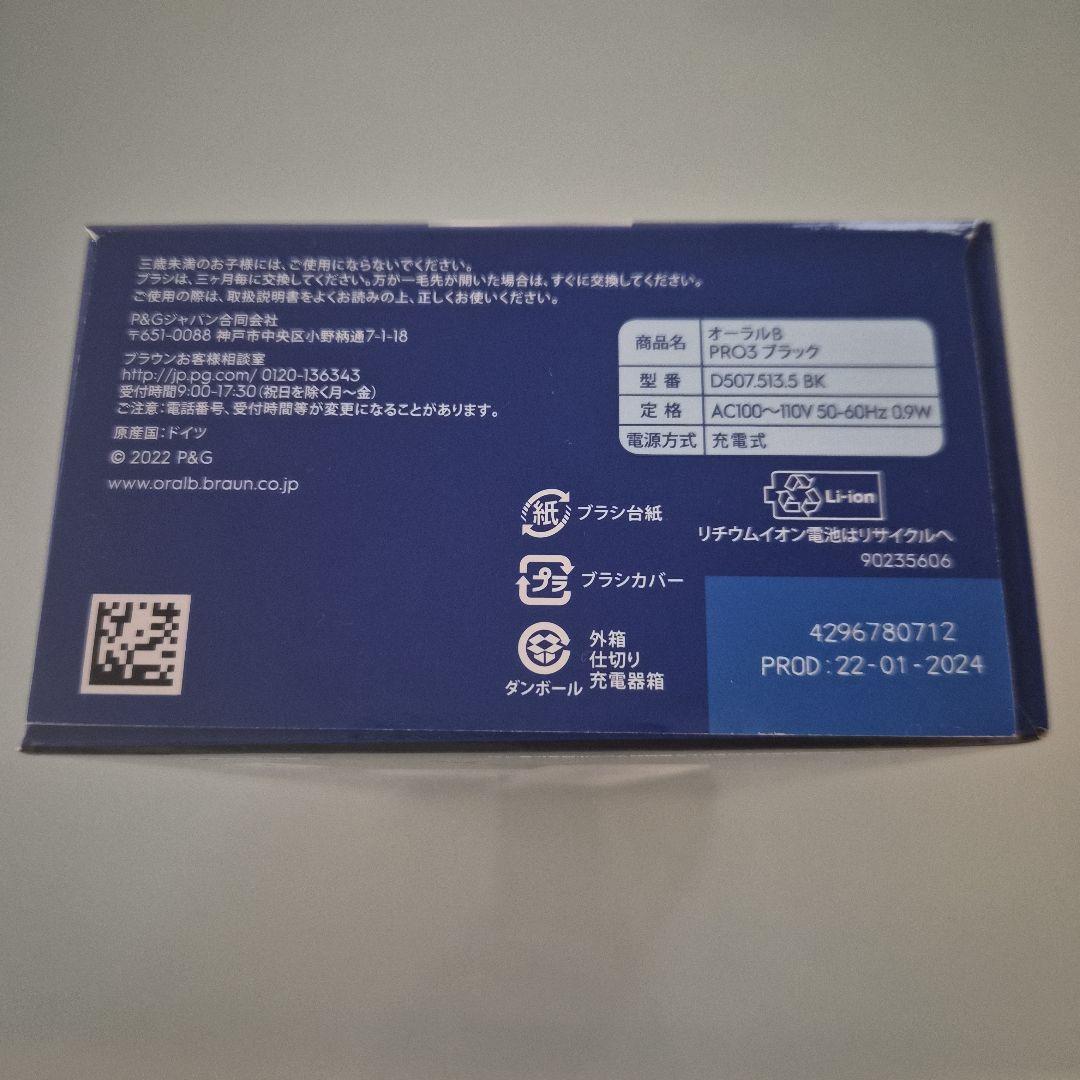 三歳未満のお子様には、ご使用にならないでください。
ブラシは、三ヶ月毎に交換してください。万が一毛先が開いた場合は、すぐに交換してください。
ご使用の際は、取扱説明書をよくお読みの上、正しくお使いください。
P&Gジャパン合同会社
〒651-0088 神戸市中央区小野柄通7-1-18
ブラウンお客様相談室
http://jp.pg.com/ 0120-136343
受付時間9:00-17:30(祝日を除く月〜金)
ご注意:電話番号、受付時間等が変更になることがあります。
原産国:ドイツ
© 2022 P&G
www.oralb.braun.co.jp
商品名 オーラルB
PRO3 ブラック
型番 D507.513.5 BK
定格 AC100〜110V 50-60Hz 0.9W
電源方式 充電式
Li-ion
リチウムイオン電池はリサイクルへ
90235606
紙 ブラシ台紙
プラ ブラシカバー
ダンボール
外箱
仕切り
充電器箱
4296780712
PROD:22-01-2024